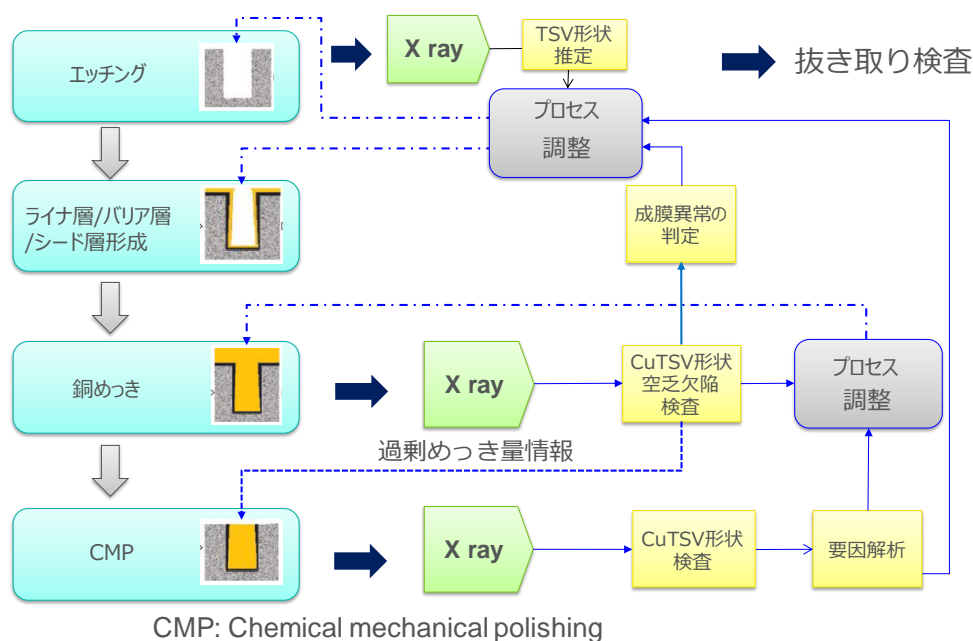 エッチング
X ray
TSV形状
推定
抜き取り検査
プロセス
調整
ライナ層/バリア層
/シード層形成
成膜異常の
判定
銅めっき
X ray
CuTSV形状
空乏欠陥
検査
プロセス
調整
過剰めっき量情報
CMP
X ray
CuTSV形状
検査
要因解析
CMP: Chemical mechanical polishing